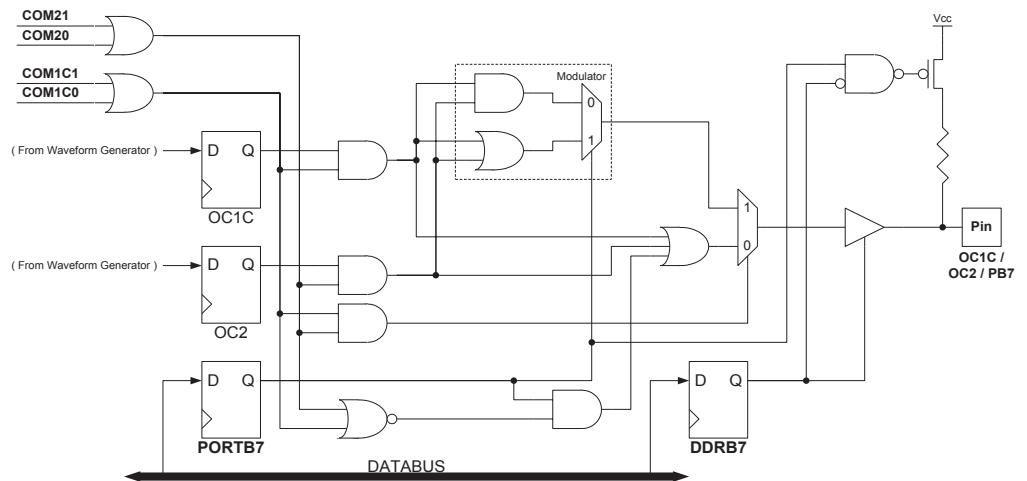 COM21
COM20
COM1C1
COM1C0
( From Waveform Generator )
D Q
OC1C
( From Waveform Generator )
D Q
OC2
D Q
PORTB7
DATABUS
Modulator
0
1
1
0
D Q
DDRB7
Vcc
Pin
OC1C /
OC2 / PB7